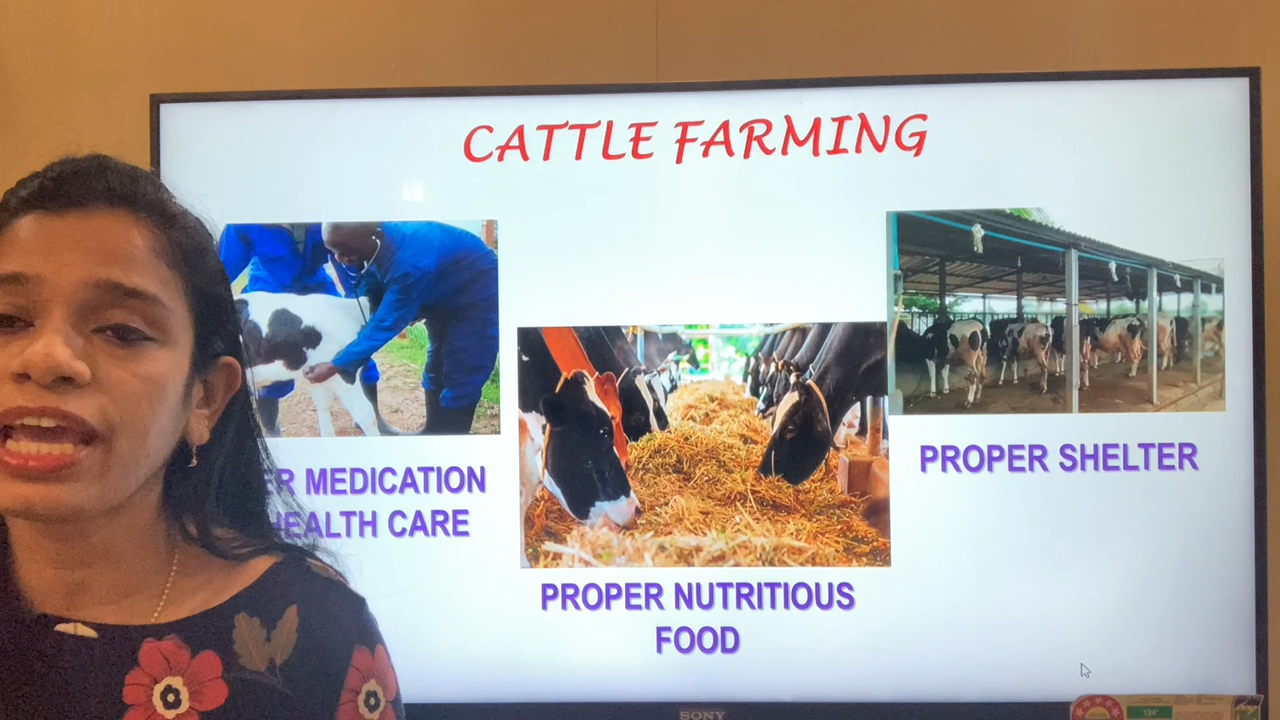 CATTLE FARMING
MEDICATION
HEALTH CARE
PROPER NUTRITIOUS
FOOD
PROPER SHELTER
SONY